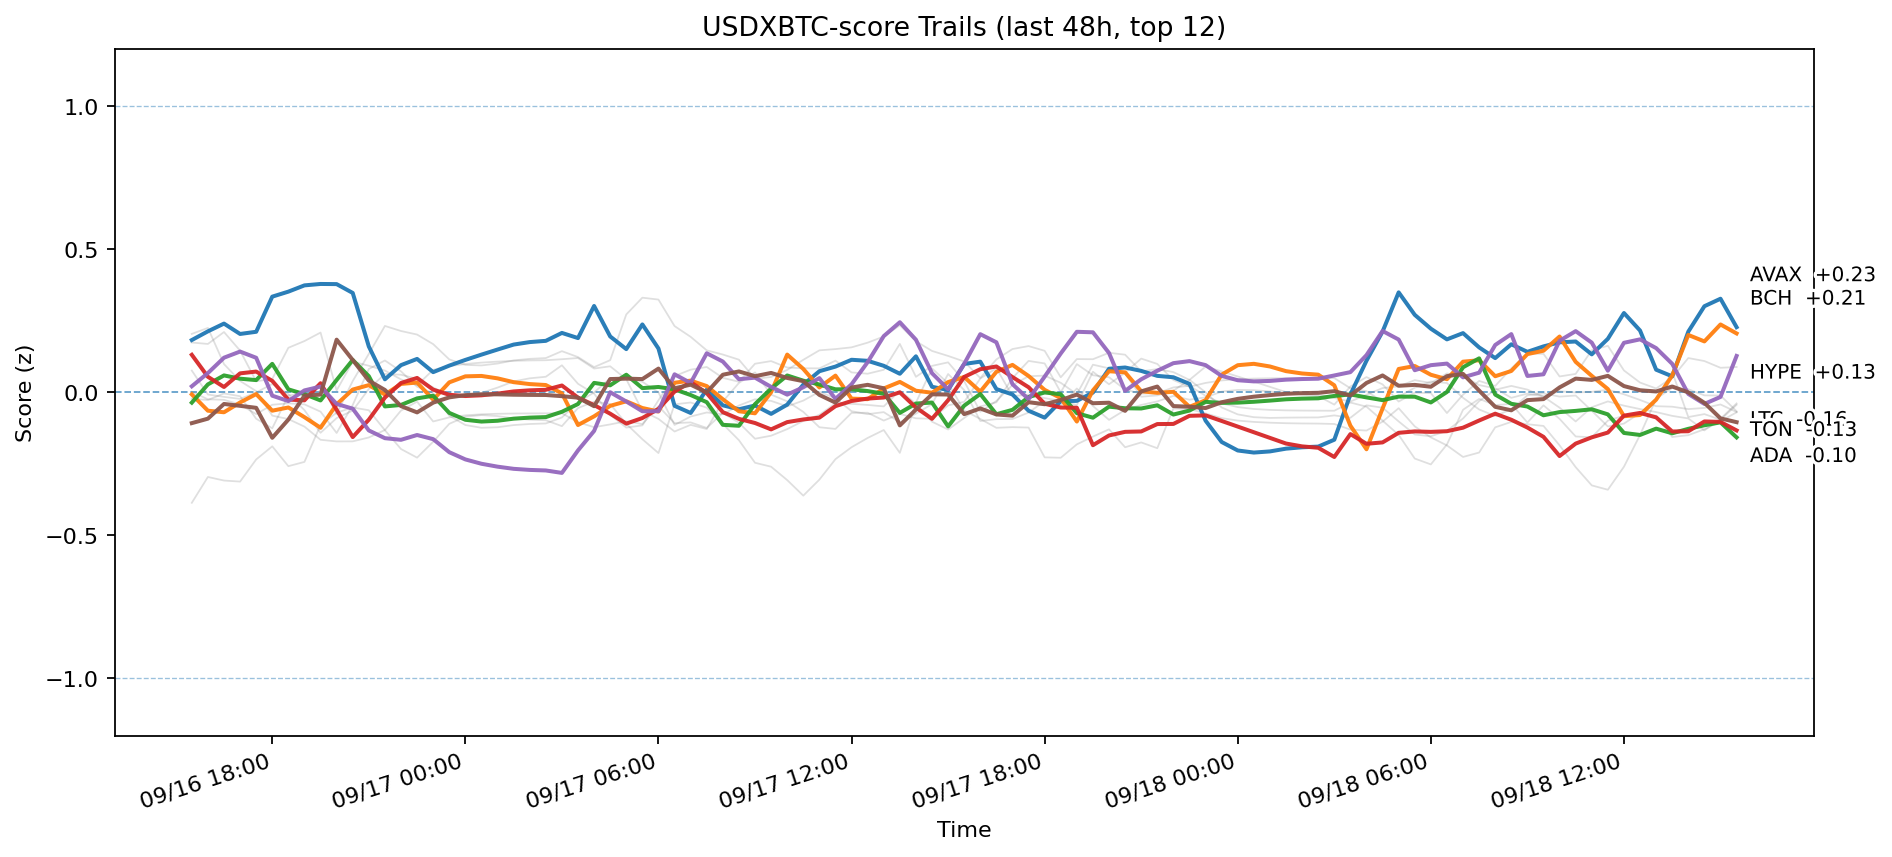 USDXBTC-score Trails (last 48h, top 12)
Score (z)
1.0
0.5
0.0
−0.5
−1.0
AVAX +0.23
BCH +0.21
HYPE +0.13
-0.16
TON -0.13
ADA -0.10
09/16 18:00
09/17 00:00
09/17 06:00
09/17 12:00
09/17 18:00
09/18 00:00
09/18 06:00
09/18 12:00
Time